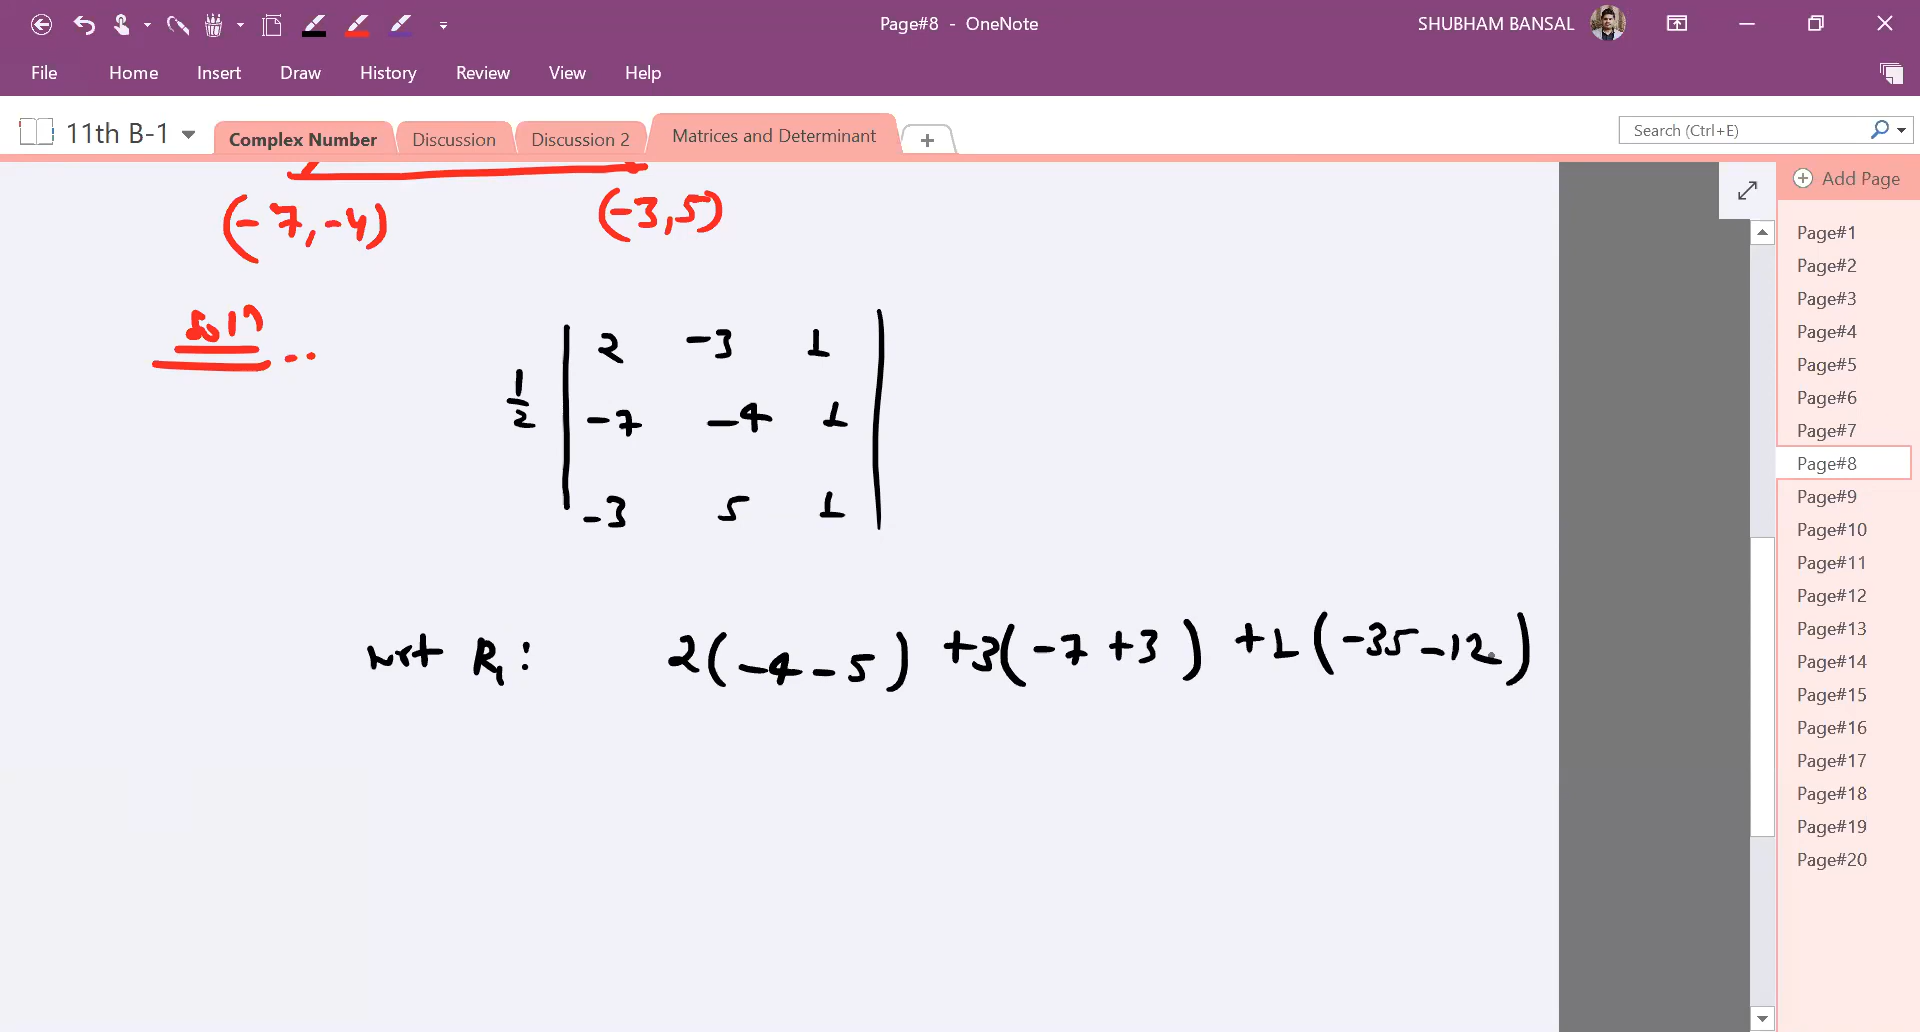 Page#8 - OneNote
SHUBHAM BANSAL
File Home Insert Draw History Review View Help
11th B-1
Complex Number Discussion Discussion 2 Matrices and Determinant
Search (Ctrl+E)
Add Page
Page#1
Page#2
Page#3
Page#4
Page#5
Page#6
Page#7
Page#8
Page#9
Page#10
Page#11
Page#12
Page#13
Page#14
Page#15
Page#16
Page#17
Page#18
Page#19
Page#20
(-7,-4) (-3,5)
Solⁿ ..
1/2 | 2 -3 1 |
| -7 -4 1 |
| -3 5 1 |
wrt R₁: 2(-4-5) +3(-7+3) +1(-35-12)